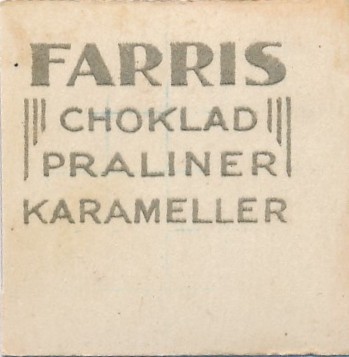 FARRIS
CHOKLAD
PRALINER
KARAMELLER